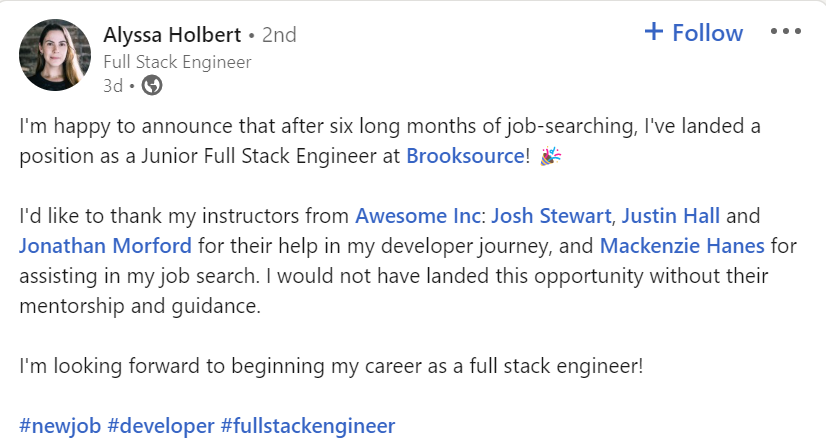 Alyssa Holbert • 2nd
+ Follow
Full Stack Engineer
3d •
I'm happy to announce that after six long months of job-searching, I've landed a
position as a Junior Full Stack Engineer at Brooksource! 🎉
I'd like to thank my instructors from Awesome Inc: Josh Stewart, Justin Hall and
Jonathan Morford for their help in my developer journey, and Mackenzie Hanes for
assisting in my job search. I would not have landed this opportunity without their
mentorship and guidance.
I'm looking forward to beginning my career as a full stack engineer!
#newjob #developer #fullstackengineer